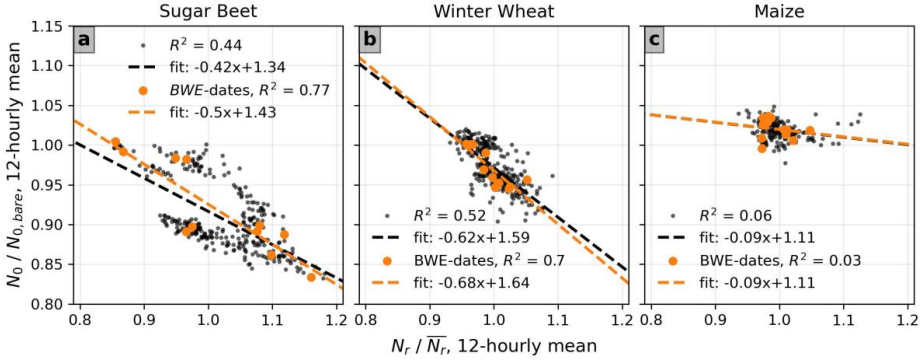 Sugar Beet
Winter Wheat
Maize
N₀ / N₀,bare, 12-hourly mean
1.15
1.10
1.05
1.00
0.95
0.90
0.85
0.80
a
R² = 0.44
fit: -0.42x+1.34
BWE-dates, R² = 0.77
fit: -0.5x+1.43
0.8 0.9 1.0 1.1 1.2
b
R² = 0.52
fit: -0.62x+1.59
BWE-dates, R² = 0.7
fit: -0.68x+1.64
0.8 0.9 1.0 1.1 1.2
c
R² = 0.06
fit: -0.09x+1.11
BWE-dates, R² = 0.03
fit: -0.09x+1.11
0.8 0.9 1.0 1.1 1.2
Nᵣ / N̅ᵣ, 12-hourly mean